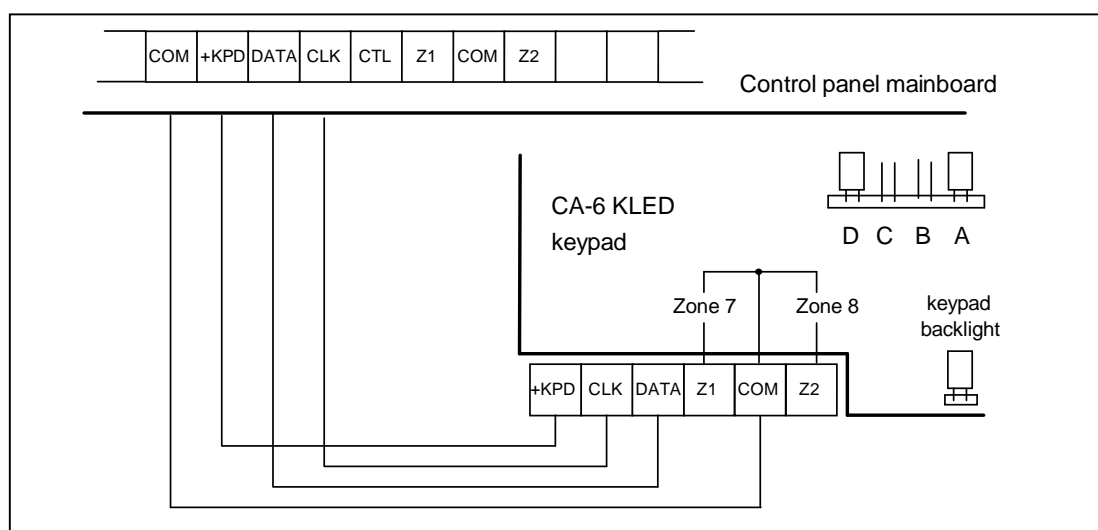 COM +KPD DATA CLK CTL Z1 COM Z2
Control panel mainboard
CA-6 KLED
keypad
D C B A
Zone 7 Zone 8
keypad
backlight
+KPD CLK DATA Z1 COM Z2